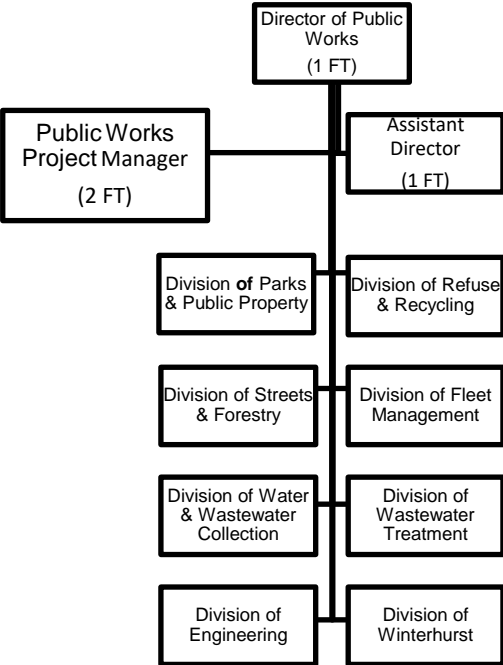 Director of Public
Works
(1 FT)
Public Works
Project Manager
(2 FT)
Assistant
Director
(1 FT)
Division of Parks
& Public Property
Division of Refuse
& Recycling
Division of Streets
& Forestry
Division of Fleet
Management
Division of Water
& Wastewater
Collection
Division of
Wastewater
Treatment
Division of
Engineering
Division of
Winterhurst